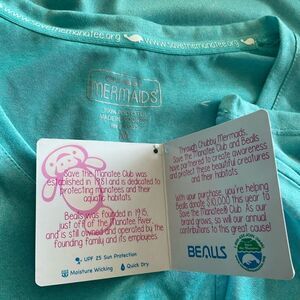 www.savethemanatee.org
www.savethemanatee.org
MERMAIDS
Save the Manatee Club was
established in 1981 and is dedicated to
protecting manatees and their
aquatic habitats.
Bealls was founded in 1915,
just off of the Manatee River,
and is still owned and operated by the
founding family and its employees.
UPF 25 Sun Protection
Moisture Wicking
Quick Dry
Through Chubby Mermaids,
Save the Manatee Club and Bealls
have partnered to create awareness
and protect these beautiful creatures
and their habitats.
With your purchase, you're helping
Bealls donate $10,000 this year to
Save the Manatee® Club. As our
brand grows, so will our annual
contributions to this great cause!
BEALLS